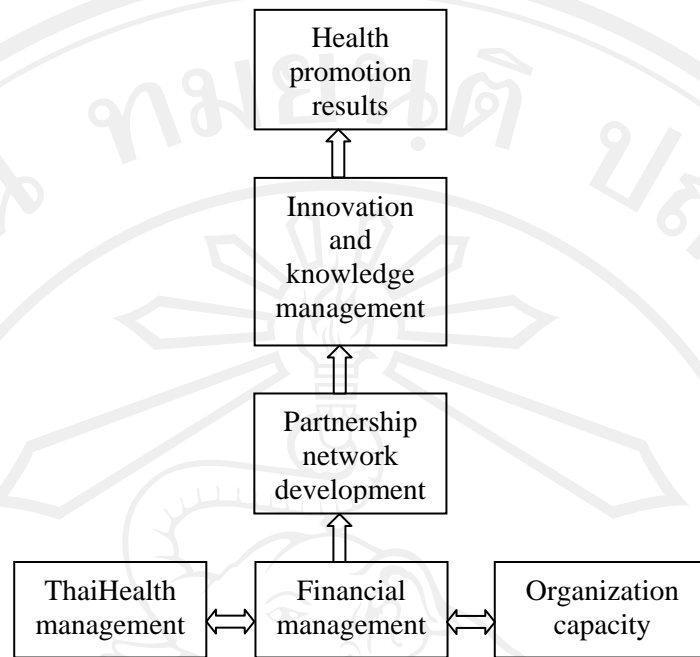 Health
promotion
results
Innovation
and
knowledge
management
Partnership
network
development
ThaiHealth
management
Financial
management
Organization
capacity